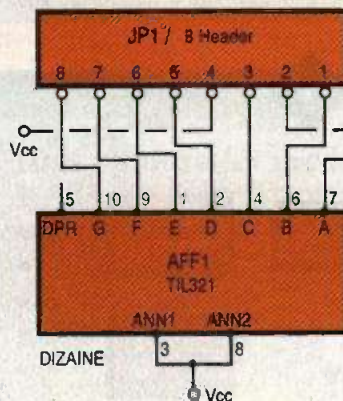 JP1 / 8 Header
8 7 6 5 4 3 2 1
Vcc
5 10 9 1 2 4 6 7
DPR G F E D C B A
AFF1
TIL321
ANN1 ANN2
DIZAINE 3 8
Vcc